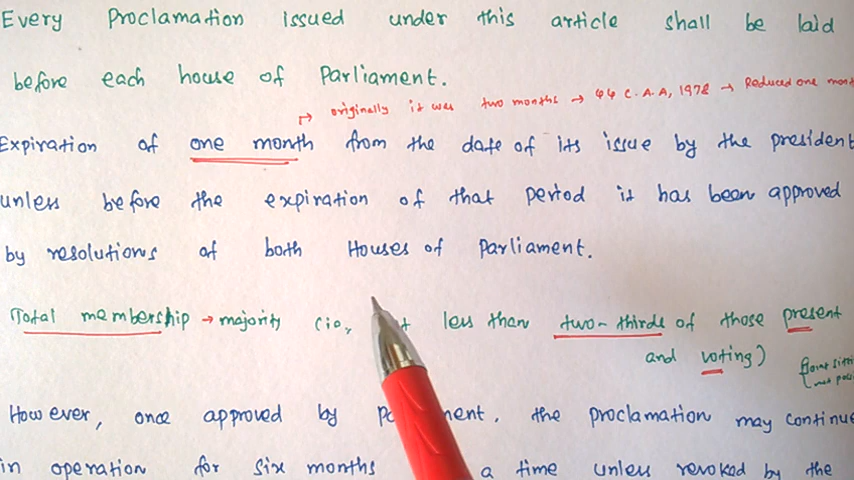 Every Proclamation issued under this article shall be laid
before each house of Parliament.
originally it was two months → 44 C.A.A, 1978 → Reduced one mont
Expiration of one month from the date of its issue by the president
unless before the expiration of that period it has been approved
by resolutions of both Houses of Parliament.
Total membership → majority (ie, less than two-thirds of those present
and voting)
However, once approved by the proclamation may continue
in operation for six months a time unless revoked by the